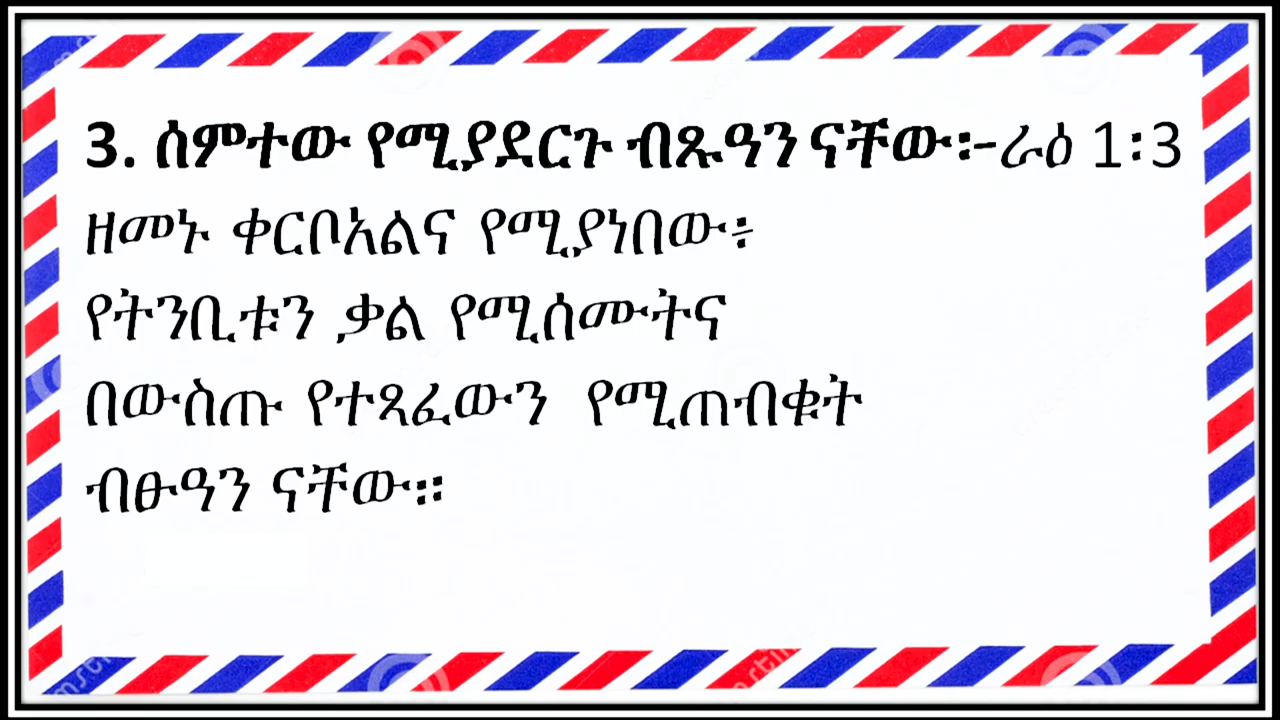 3. ሰምተው የሚያደርጉ ብጹዓን ናቸው፡-ራዕ 1፡3
ዘመኑ ቀርቦአልና የሚያነበው፥
የትንቢቱን ቃል የሚሰሙትና
በውስጡ የተጻፈውን የሚጠብቁት
ብፁዓን ናቸው።